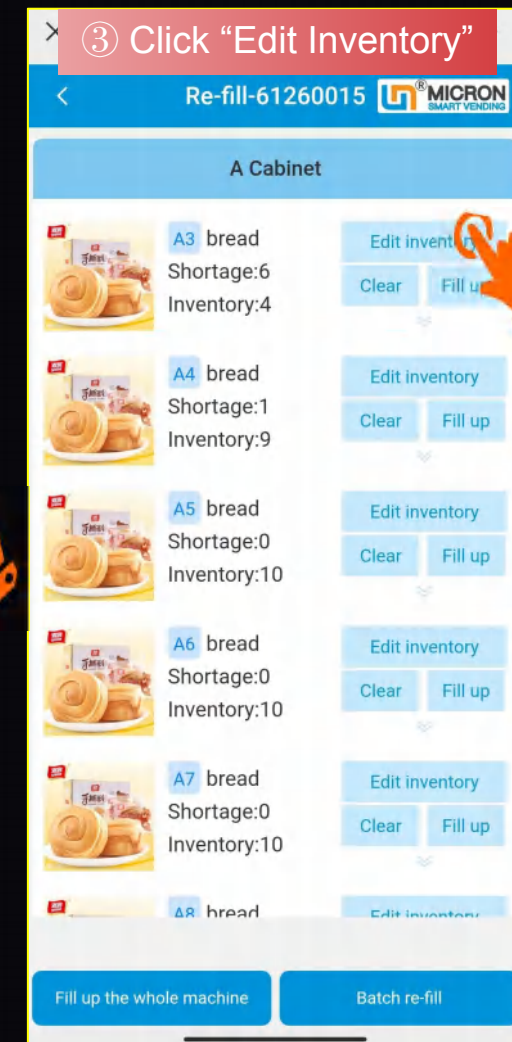 ③ Click “Edit Inventory”
Re-fill-61260015
MICRON
SMART VENDING
A Cabinet
A3 bread
Edit
Shortage:6
Clear
Inventory:4
A4 bread
Edit inventory
Shortage:1
Clear Fill up
Inventory:9
A5 bread
Edit inventory
Shortage:0
Clear Fill up
Inventory:10
A6 bread
Edit inventory
Shortage:0
Clear Fill up
Inventory:10
A7 bread
Edit inventory
Shortage:0
Clear Fill up
Inventory:10
A8 bread
Edit inventory
Fill up the whole machine
Batch re-fill